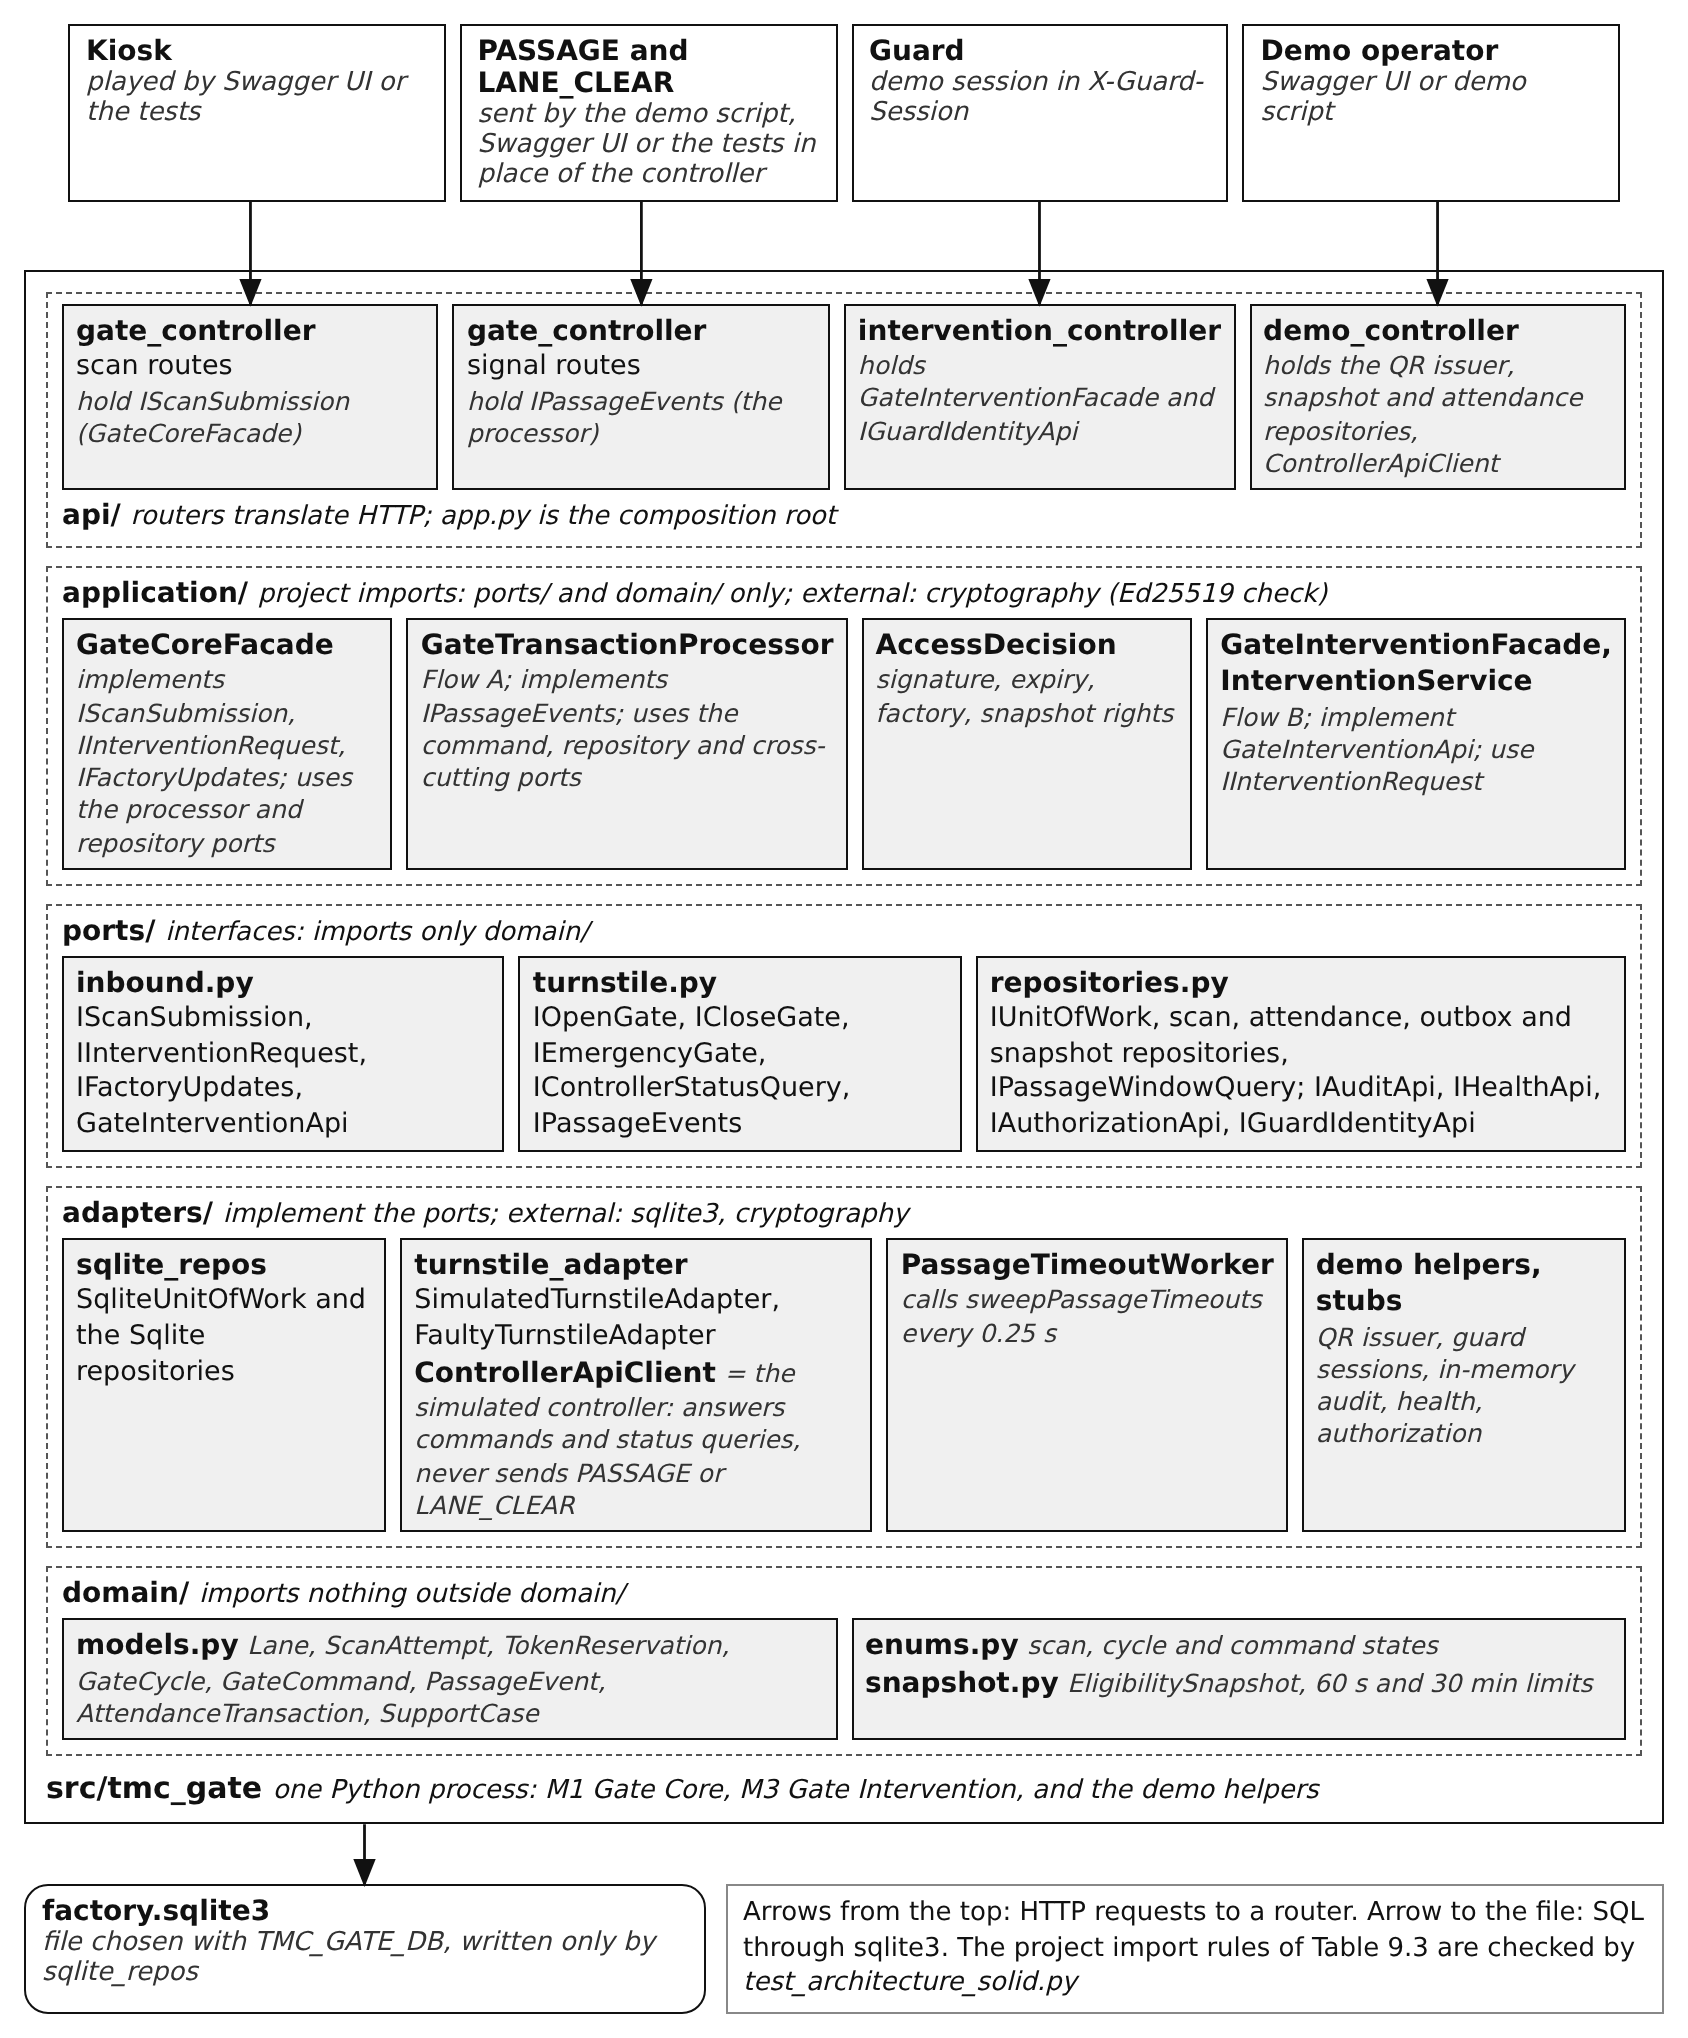 Kiosk
played by Swagger UI or
the tests
PASSAGE and
LANE_CLEAR
sent by the demo script,
Swagger UI or the tests in
place of the controller
Guard
demo session in X-Guard-
Session
Demo operator
Swagger UI or demo
script
gate_controller
scan routes
hold IScanSubmission
(GateCoreFacade)
gate_controller
signal routes
hold IPassageEvents (the
processor)
intervention_controller
holds
GateInterventionFacade and
IGuardIdentityApi
demo_controller
holds the QR issuer,
snapshot and attendance
repositories,
ControllerApiClient
api/ routers translate HTTP; app.py is the composition root
application/ project imports: ports/ and domain/ only; external: cryptography (Ed25519 check)
GateCoreFacade
implements
IScanSubmission,
IInterventionRequest,
IFactoryUpdates; uses
the processor and
repository ports
GateTransactionProcessor
Flow A; implements
IPassageEvents; uses the
command, repository and cross-
cutting ports
AccessDecision
signature, expiry,
factory, snapshot rights
GateInterventionFacade,
InterventionService
Flow B; implement
GateInterventionApi; use
IInterventionRequest
ports/ interfaces: imports only domain/
inbound.py
IScanSubmission,
IInterventionRequest,
IFactoryUpdates,
GateInterventionApi
turnstile.py
IOpenGate, ICloseGate,
IEmergencyGate,
IControllerStatusQuery,
IPassageEvents
repositories.py
IUnitOfWork, scan, attendance, outbox and
snapshot repositories,
IPassageWindowQuery; IAuditApi, IHealthApi,
IAuthorizationApi, IGuardIdentityApi
adapters/ implement the ports; external: sqlite3, cryptography
sqlite_repos
SqliteUnitOfWork and
the Sqlite
repositories
turnstile_adapter
SimulatedTurnstileAdapter,
FaultyTurnstileAdapter
ControllerApiClient = the
simulated controller: answers
commands and status queries,
never sends PASSAGE or
LANE_CLEAR
PassageTimeoutWorker
calls sweepPassageTimeouts
every 0.25 s
demo helpers,
stubs
QR issuer, guard
sessions, in-memory
audit, health,
authorization
domain/ imports nothing outside domain/
models.py Lane, ScanAttempt, TokenReservation,
GateCycle, GateCommand, PassageEvent,
AttendanceTransaction, SupportCase
enums.py scan, cycle and command states
snapshot.py EligibilitySnapshot, 60 s and 30 min limits
src/tmc_gate one Python process: M1 Gate Core, M3 Gate Intervention, and the demo helpers
factory.sqlite3
file chosen with TMC_GATE_DB, written only by
sqlite_repos
Arrows from the top: HTTP requests to a router. Arrow to the file: SQL
through sqlite3. The project import rules of Table 9.3 are checked by
test_architecture_solid.py